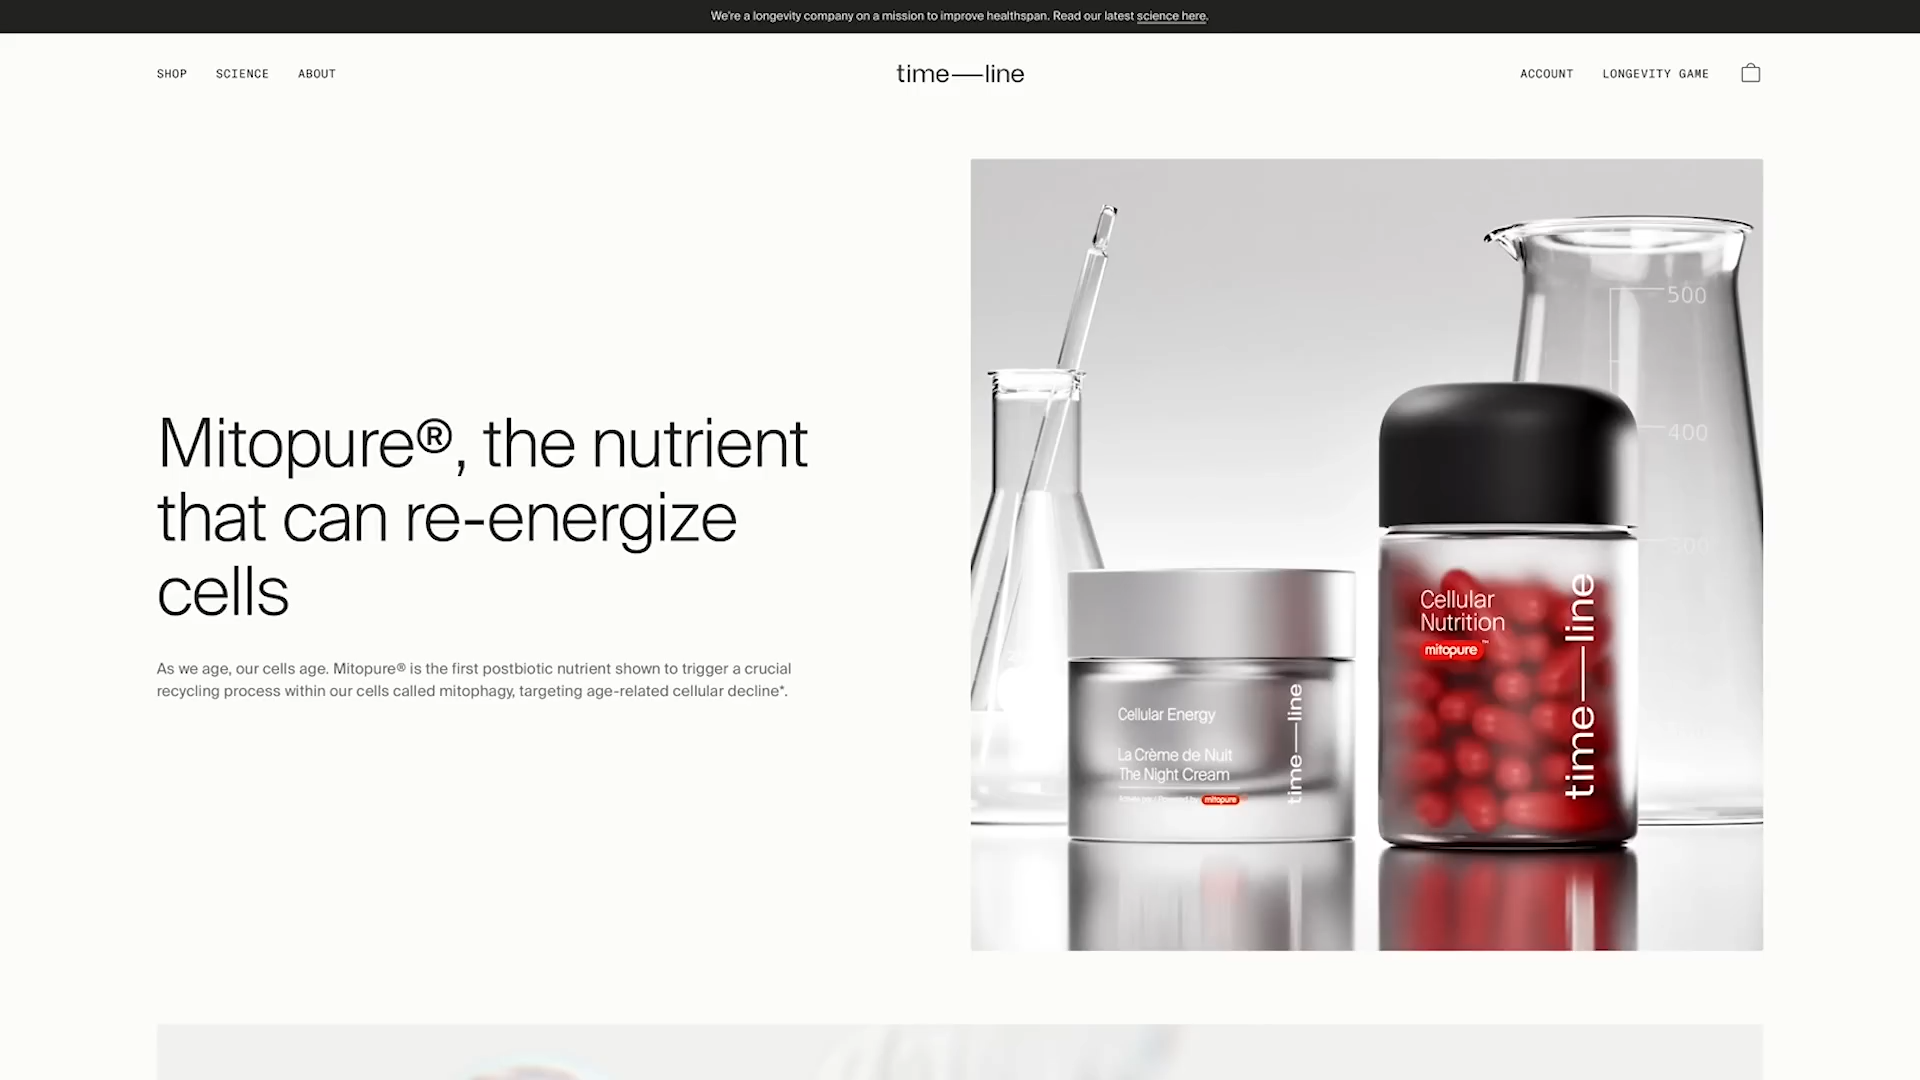 We're a longevity company on a mission to improve healthspan. Read our latest science here.
SHOP SCIENCE ABOUT
time—line
ACCOUNT LONGEVITY GAME
Mitopure®, the nutrient
that can re-energize
cells
As we age, our cells age. Mitopure® is the first postbiotic nutrient shown to trigger a crucial
recycling process within our cells called mitophagy, targeting age-related cellular decline*.
500
400
300
Cellular
Nutrition
mitopure™
time—line
Cellular Energy
La Crème de Nuit
The Night Cream
mitopure
time—line